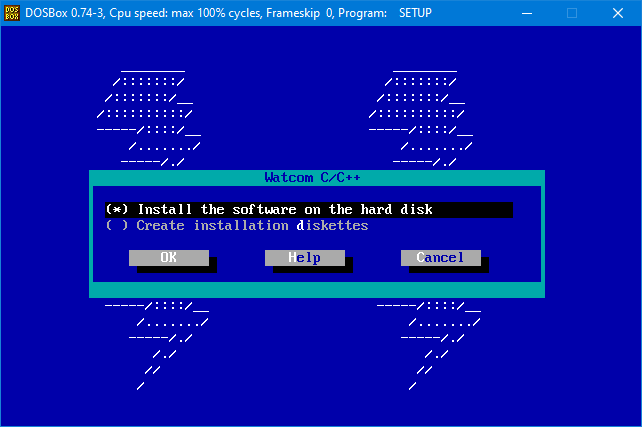 DOSBox 0.74-3, Cpu speed: max 100% cycles, Frameskip 0, Program: SETUP
Watcom C/C++
(*) Install the software on the hard disk
( ) Create installation diskettes
OK Help Cancel